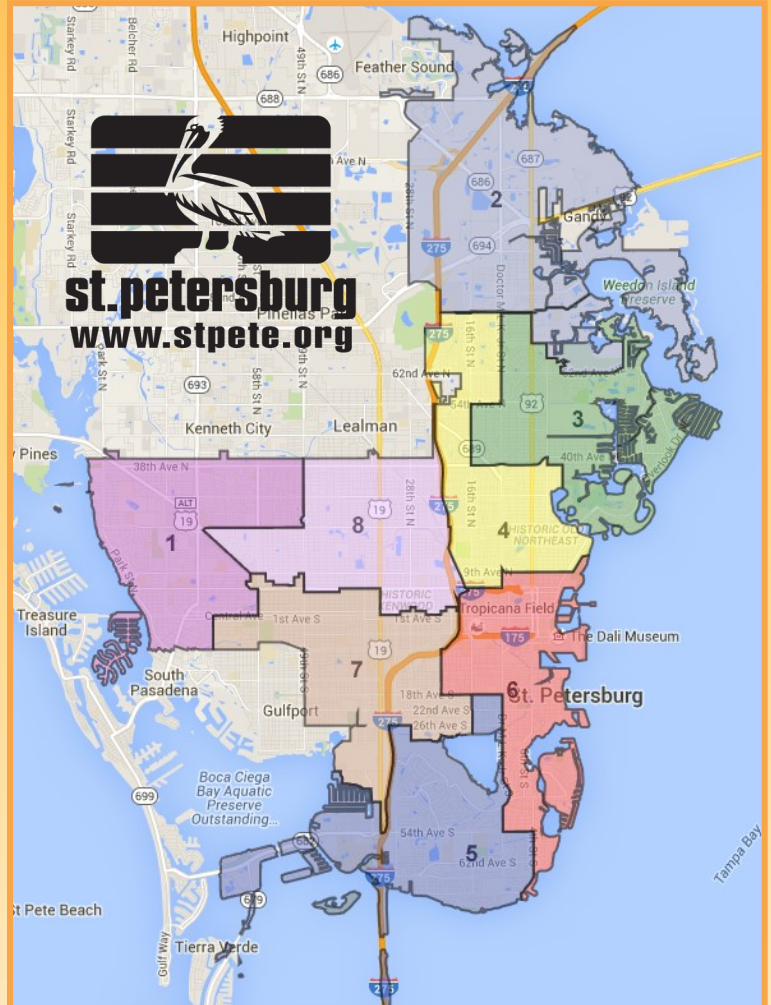 693
Starkey Rd
Belcher Rd
Highpoint
49th St N
686
Feather Sound
688
Starkey Rd
Ave N
687
686
2
28th St N
Gandy
92
275
694
Starkey Rd
st.petersburg
www.stpete.org
Weedon Island
Preserve
275
16th St N
Park St N
58th St N
693
62nd Ave N
92
3
Kenneth City
Lealman
689
40th Ave
Pines
38th Ave N
ALT
19
1
28th St N
19
8
275
16th St N
4
HISTORIC OLD
NORTHEAST
Park St N
9th Ave N
HISTORIC
KENWOOD
275
Tropicana Field
Treasure
Island
Central Ave
1st Ave S
1st Ave S
175
The Dali Museum
19
7
South
Pasadena
Gulfport
18th Ave S
22nd Ave S
26th Ave S
6
St. Petersburg
275
Boca Ciega
Bay Aquatic
Preserve
Outstanding...
699
54th Ave S
5
62nd Ave S
275
Tampa Bay
St Pete Beach
679
Gulf Way
Tierra Verde
275